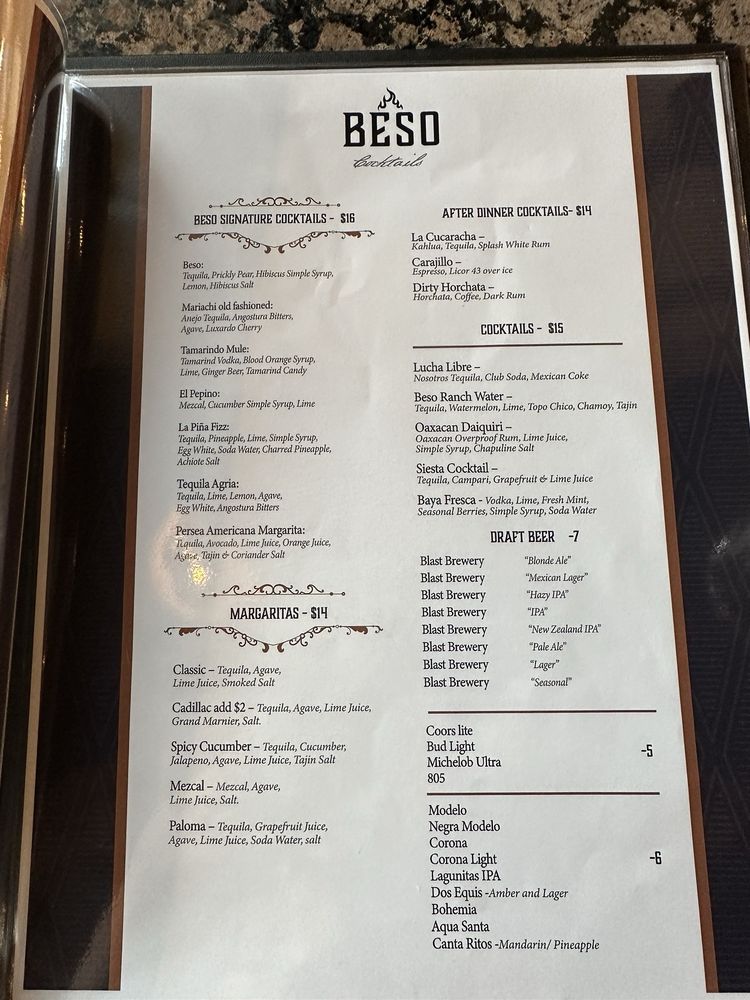 BESO
Cocktails
BESO SIGNATURE COCKTAILS - $16
Beso:
Tequila, Prickly Pear, Hibiscus Simple Syrup,
Lemon, Hibiscus Salt
Mariachi old fashioned:
Anejo Tequila, Angostura Bitters,
Agave, Luxardo Cherry
Tamarindo Mule:
Tamarind Vodka, Blood Orange Syrup,
Lime, Ginger Beer, Tamarind Candy
El Pepino:
Mezcal, Cucumber Simple Syrup, Lime
La Piña Fizz:
Tequila, Pineapple, Lime, Simple Syrup,
Egg White, Soda Water, Charred Pineapple,
Achiote Salt
Tequila Agria:
Tequila, Lime, Lemon, Agave,
Egg White, Angostura Bitters
Persea Americana Margarita:
Tequila, Avocado, Lime Juice, Orange Juice,
Agave, Tajin & Coriander Salt
MARGARITAS - $14
Classic – Tequila, Agave,
Lime Juice, Smoked Salt
Cadillac add $2 – Tequila, Agave, Lime Juice,
Grand Marnier, Salt.
Spicy Cucumber – Tequila, Cucumber,
Jalapeno, Agave, Lime Juice, Tajin Salt
Mezcal – Mezcal, Agave,
Lime Juice, Salt.
Paloma – Tequila, Grapefruit Juice,
Agave, Lime Juice, Soda Water, salt
AFTER DINNER COCKTAILS- $14
La Cucaracha –
Kahlua, Tequila, Splash White Rum
Carajillo –
Espresso, Licor 43 over ice
Dirty Horchata –
Horchata, Coffee, Dark Rum
COCKTAILS - $15
Lucha Libre –
Nosotros Tequila, Club Soda, Mexican Coke
Beso Ranch Water –
Tequila, Watermelon, Lime, Topo Chico, Chamoy, Tajin
Oaxacan Daiquiri –
Oaxacan Overproof Rum, Lime Juice,
Simple Syrup, Chapuline Salt
Siesta Cocktail –
Tequila, Campari, Grapefruit & Lime Juice
Baya Fresca - Vodka, Lime, Fresh Mint,
Seasonal Berries, Simple Syrup, Soda Water
DRAFT BEER -7
Blast Brewery "Blonde Ale"
Blast Brewery "Mexican Lager"
Blast Brewery "Hazy IPA"
Blast Brewery "IPA"
Blast Brewery "New Zealand IPA"
Blast Brewery "Pale Ale"
Blast Brewery "Lager"
Blast Brewery "Seasonal"
Coors lite
Bud Light
-5
Michelob Ultra
805
Modelo
Negra Modelo
Corona
Corona Light
-6
Lagunitas IPA
Dos Equis -Amber and Lager
Bohemia
Aqua Santa
Canta Ritos -Mandarin/ Pineapple